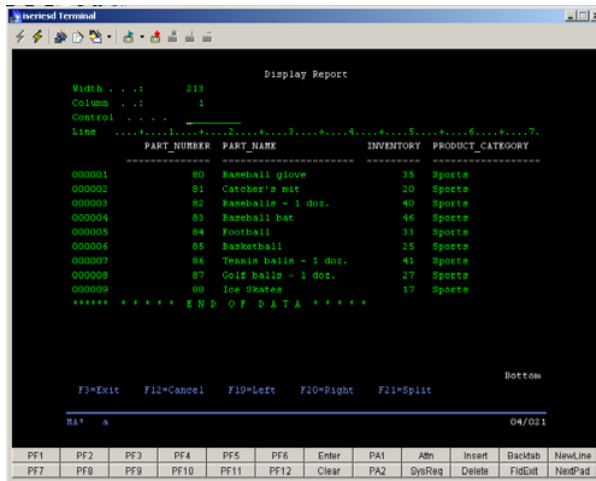 iseriesd Terminal
Display Report
Width . . .: 213
Column . .: 1
Control . . . .
Line ....+....1....+....2....+....3....+....4....+....5....+....6....+....7.
PART_NUMBER PART_NAME INVENTORY PRODUCT_CATEGORY
000001 80 Baseball glove 35 Sports
000002 81 Catcher's mit 20 Sports
000003 82 Baseballs - 1 doz. 40 Sports
000004 83 Baseball bat 46 Sports
000005 84 Football 33 Sports
000006 85 Basketball 25 Sports
000007 86 Tennis balls - 1 doz. 41 Sports
000008 87 Golf balls - 1 doz. 27 Sports
000009 88 Ice Skates 17 Sports
****** * * * * * E N D O F D A T A * * * * *
Bottom
F3=Exit F12=Cancel F19=Left F20=Right F21=Split
MA* a 04/021
PF1 PF2 PF3 PF4 PF5 PF6 Enter PA1 Attn Insert Backtab NewLine
PF7 PF8 PF9 PF10 PF11 PF12 Clear PA2 SysReq Delete FldExit NextPad